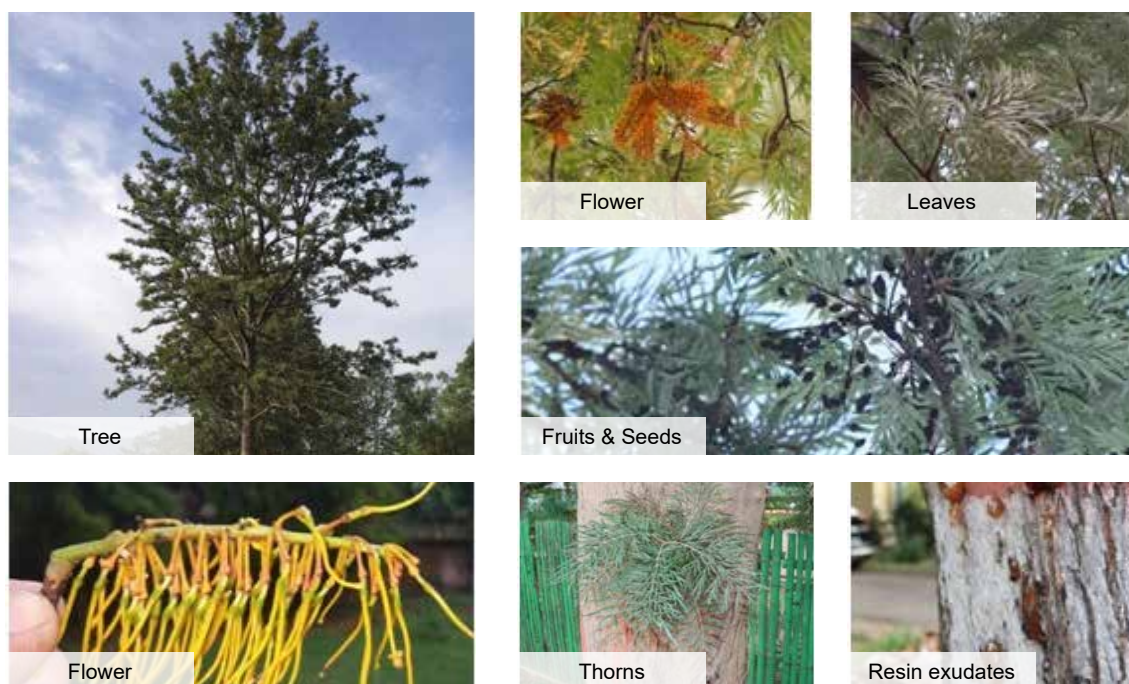 Flower
Leaves
Tree
Fruits & Seeds
Flower
Thorns
Resin exudates